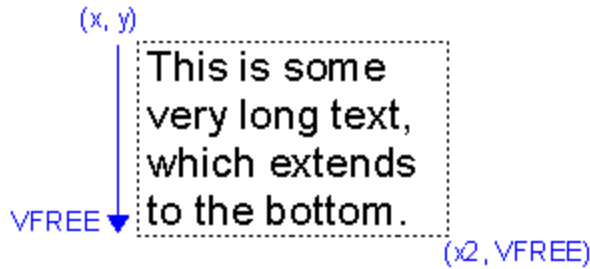 (x, y)
This is some
very long text,
which extends
to the bottom.
VFREE
(x2, VFREE)